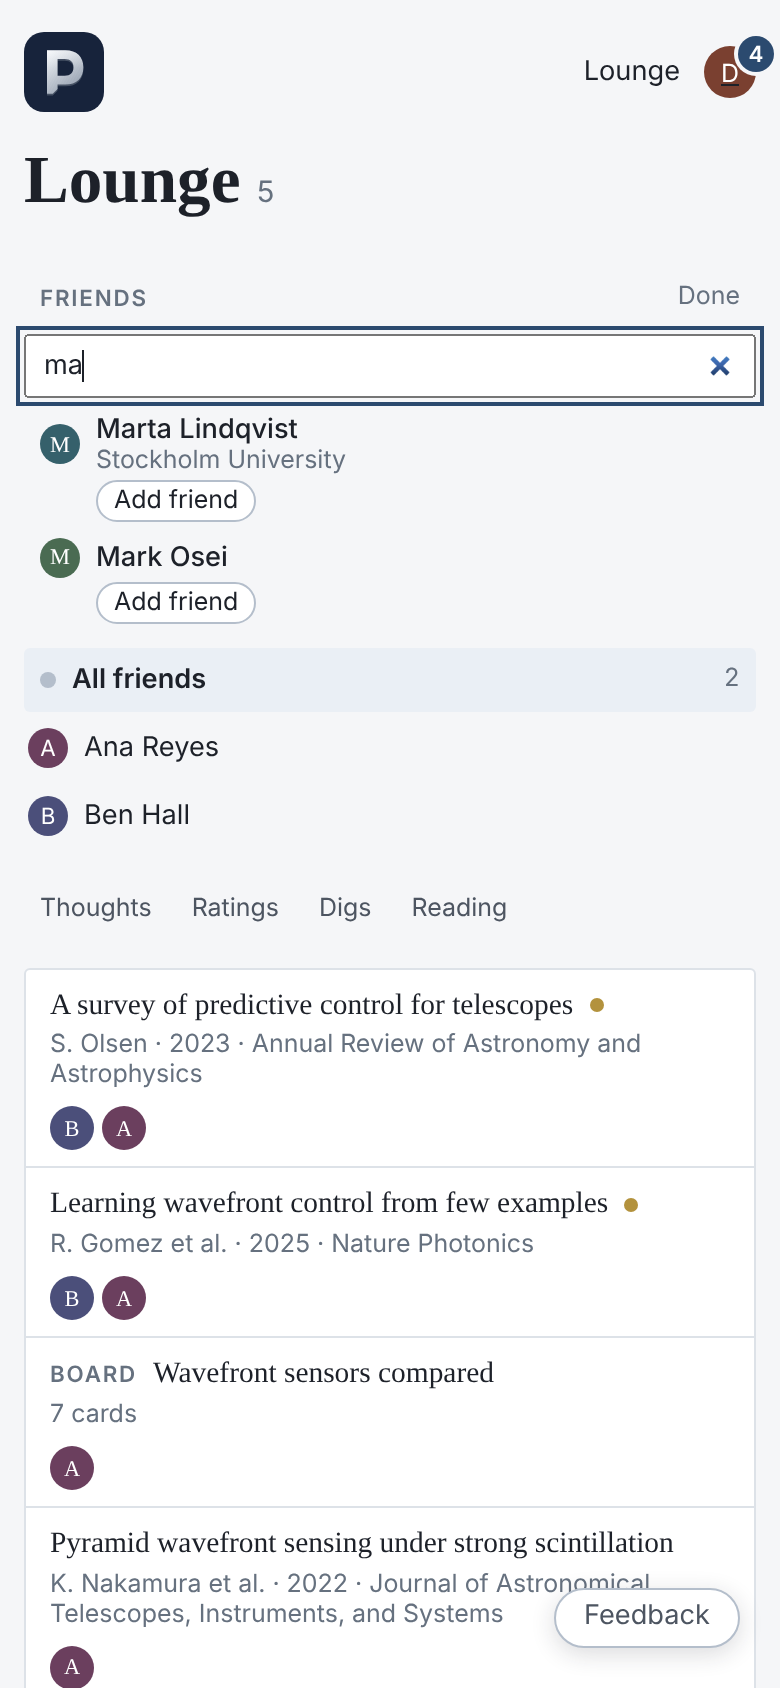 P
Lounge
D
4
Lounge 5
FRIENDS
Done
ma
M
Marta Lindqvist
Stockholm University
Add friend
M
Mark Osei
Add friend
All friends
2
A
Ana Reyes
B
Ben Hall
Thoughts Ratings Digs Reading
A survey of predictive control for telescopes
S. Olsen · 2023 · Annual Review of Astronomy and
Astrophysics
B A
Learning wavefront control from few examples
R. Gomez et al. · 2025 · Nature Photonics
B A
BOARD Wavefront sensors compared
7 cards
A
Pyramid wavefront sensing under strong scintillation
K. Nakamura et al. · 2022 · Journal of Astronomical
Telescopes, Instruments, and Systems
Feedback
A